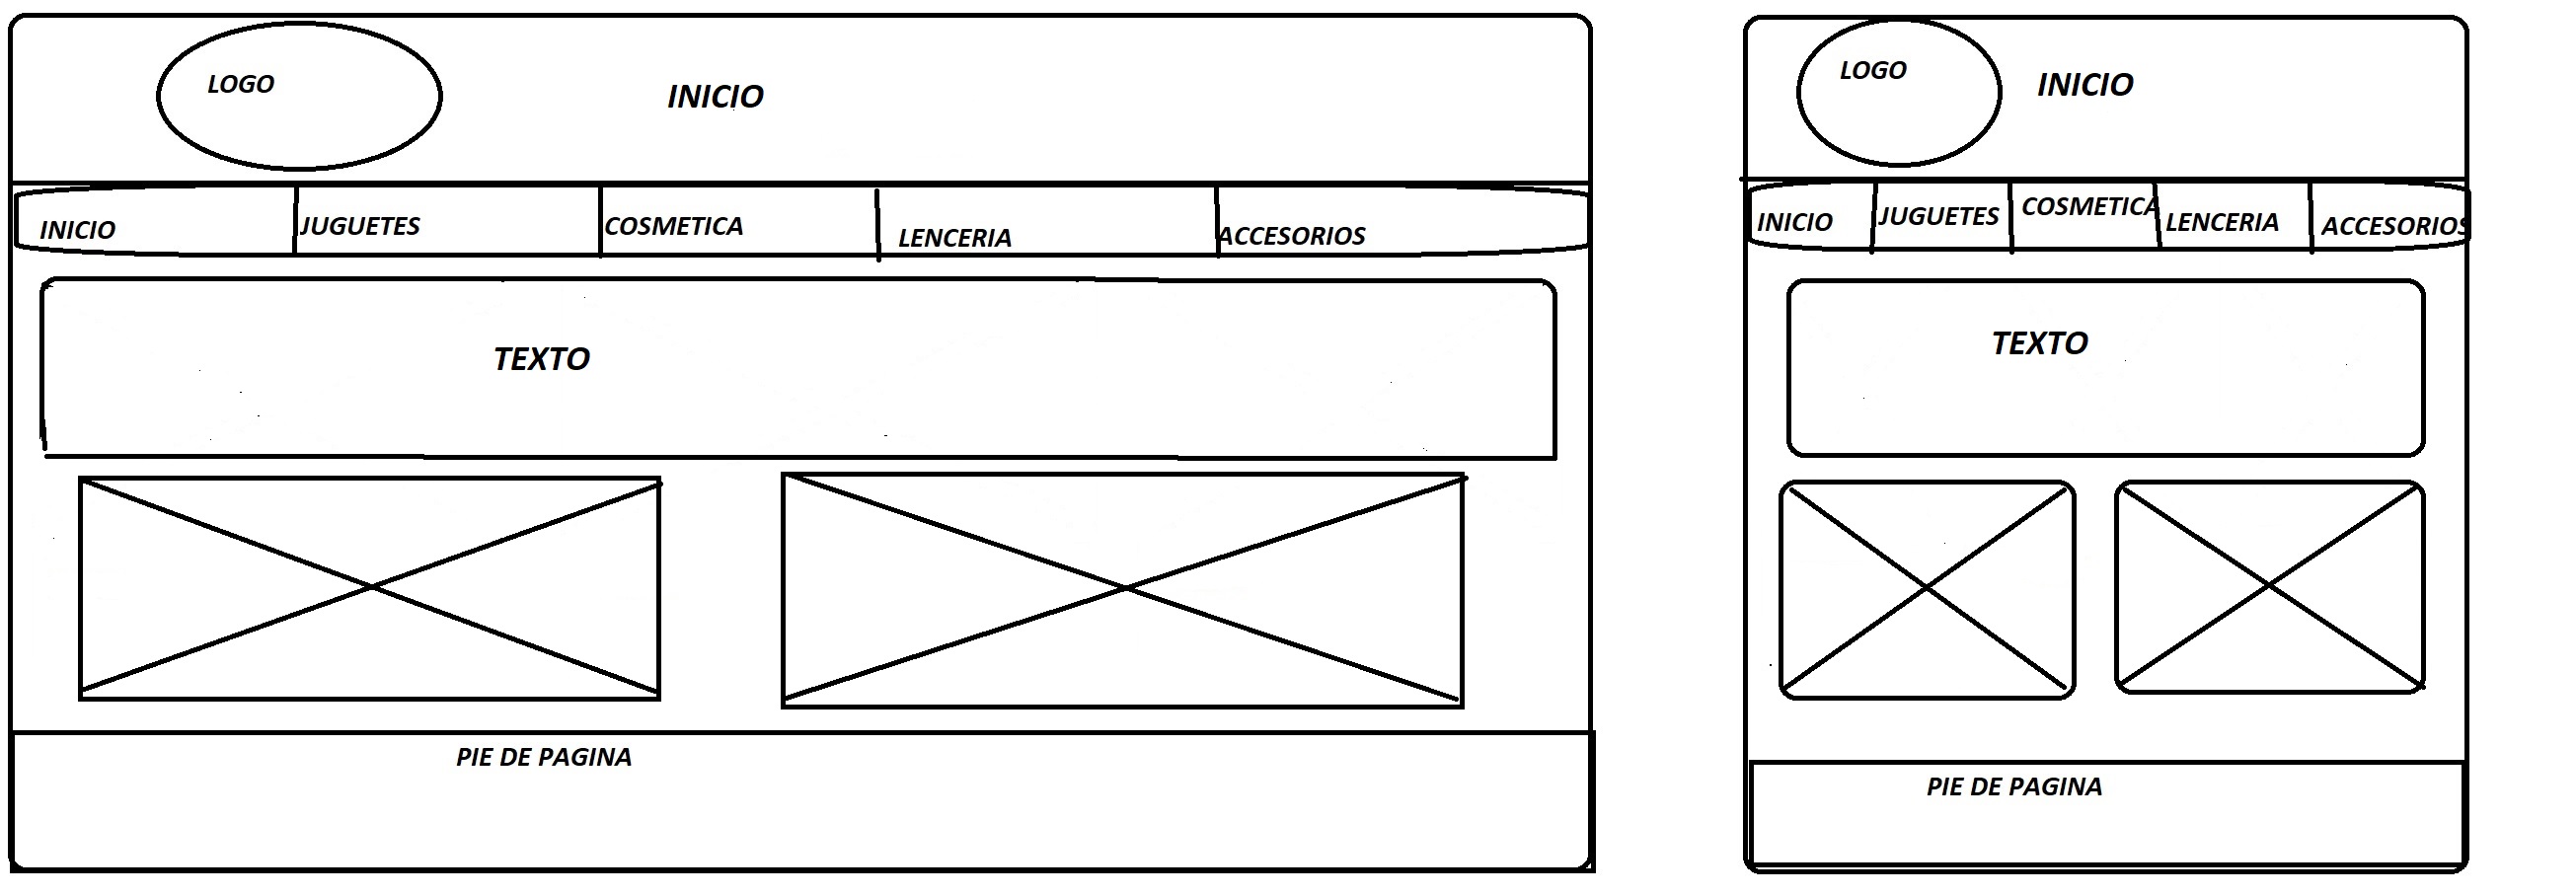 LOGO
INICIO
INICIO
JUGUETES
COSMETICA
LENCERIA
ACCESORIOS
TEXTO
PIE DE PAGINA
LOGO
INICIO
INICIO
JUGUETES
COSMETICA
LENCERIA
ACCESORIOS
TEXTO
PIE DE PAGINA